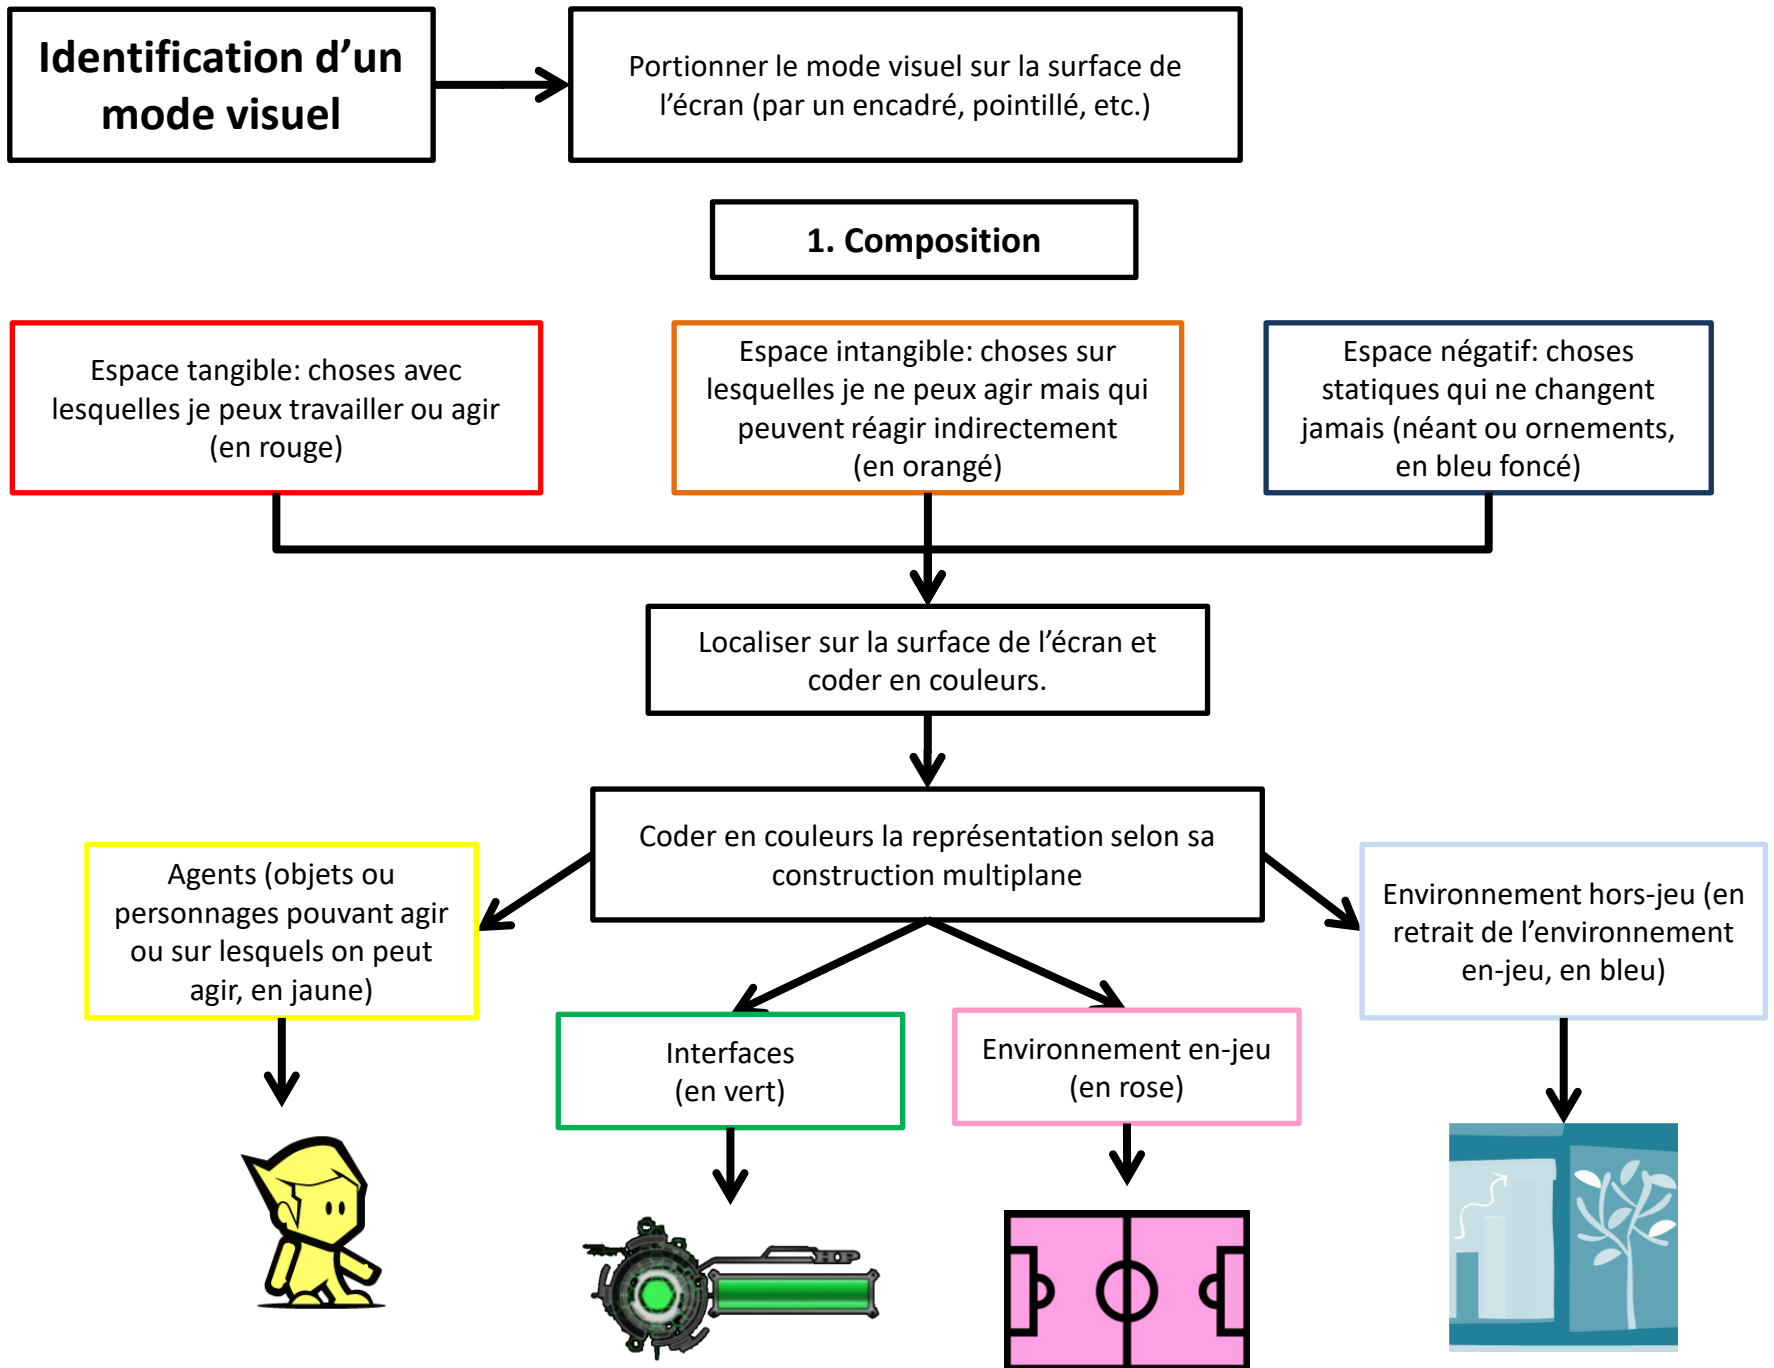 Identification d’un
mode visuel
Portionner le mode visuel sur la surface de
l’écran (par un encadré, pointillé, etc.)
1. Composition
Espace tangible: choses avec
lesquelles je peux travailler ou agir
(en rouge)
Espace intangible: choses sur
lesquelles je ne peux agir mais qui
peuvent réagir indirectement
(en orangé)
Espace négatif: choses
statiques qui ne changent
jamais (néant ou ornements,
en bleu foncé)
Localiser sur la surface de l’écran et
coder en couleurs.
Coder en couleurs la représentation selon sa
construction multiplane
Agents (objets ou
personnages pouvant agir
ou sur lesquels on peut
agir, en jaune)
Interfaces
(en vert)
Environnement en-jeu
(en rose)
Environnement hors-jeu (en
retrait de l’environnement
en-jeu, en bleu)